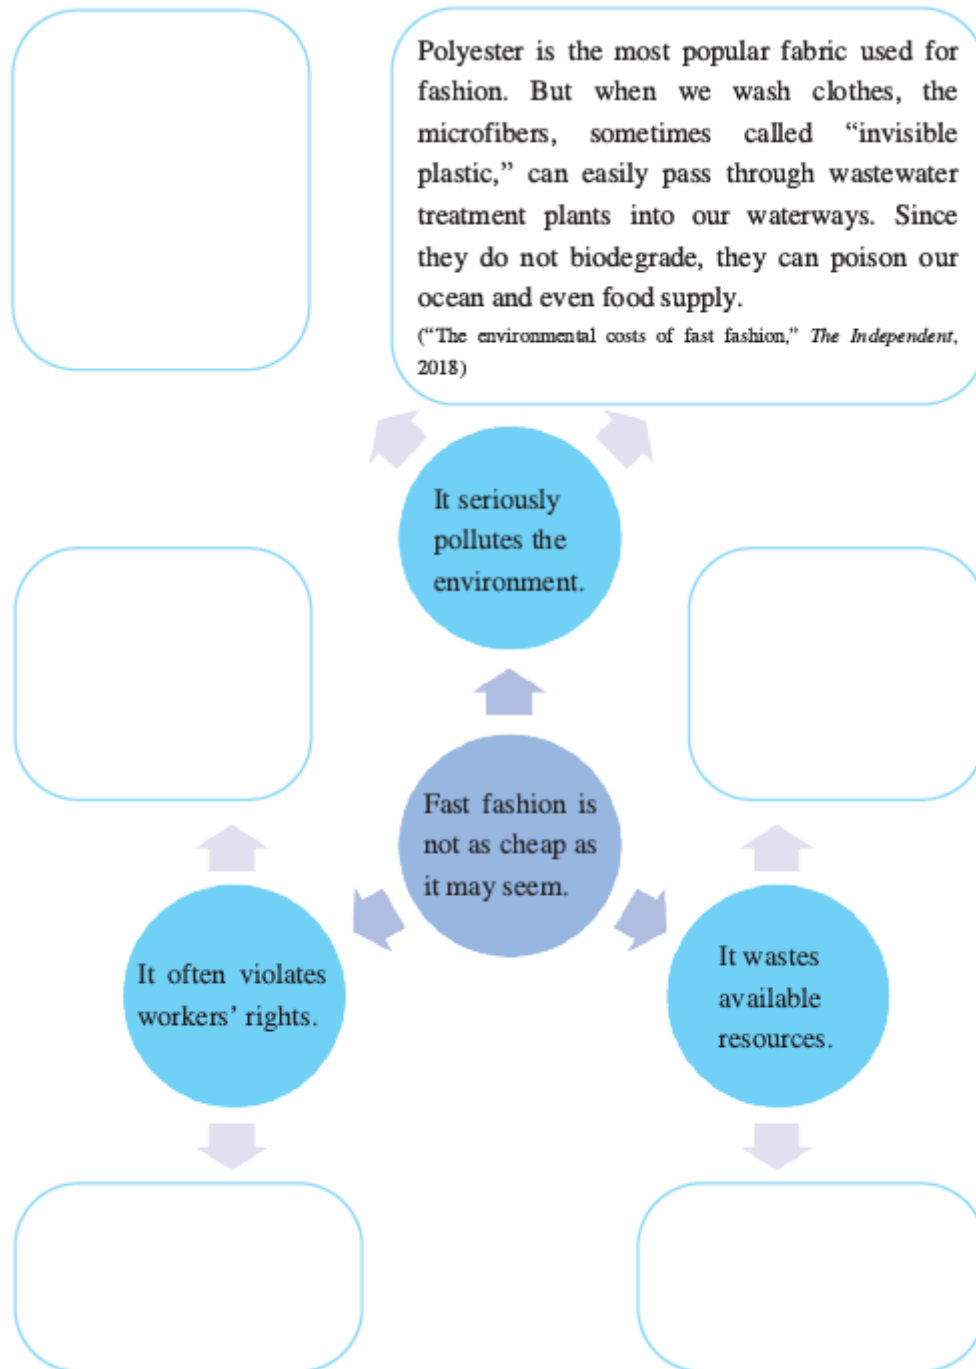 Polyester is the most popular fabric used for
fashion. But when we wash clothes, the
microfibers, sometimes called “invisible
plastic,” can easily pass through wastewater
treatment plants into our waterways. Since
they do not biodegrade, they can poison our
ocean and even food supply.
(“The environmental costs of fast fashion,” The Independent,
2018)
It seriously
pollutes the
environment.
Fast fashion is
not as cheap as
it may seem.
It often violates
workers’ rights.
It wastes
available
resources.